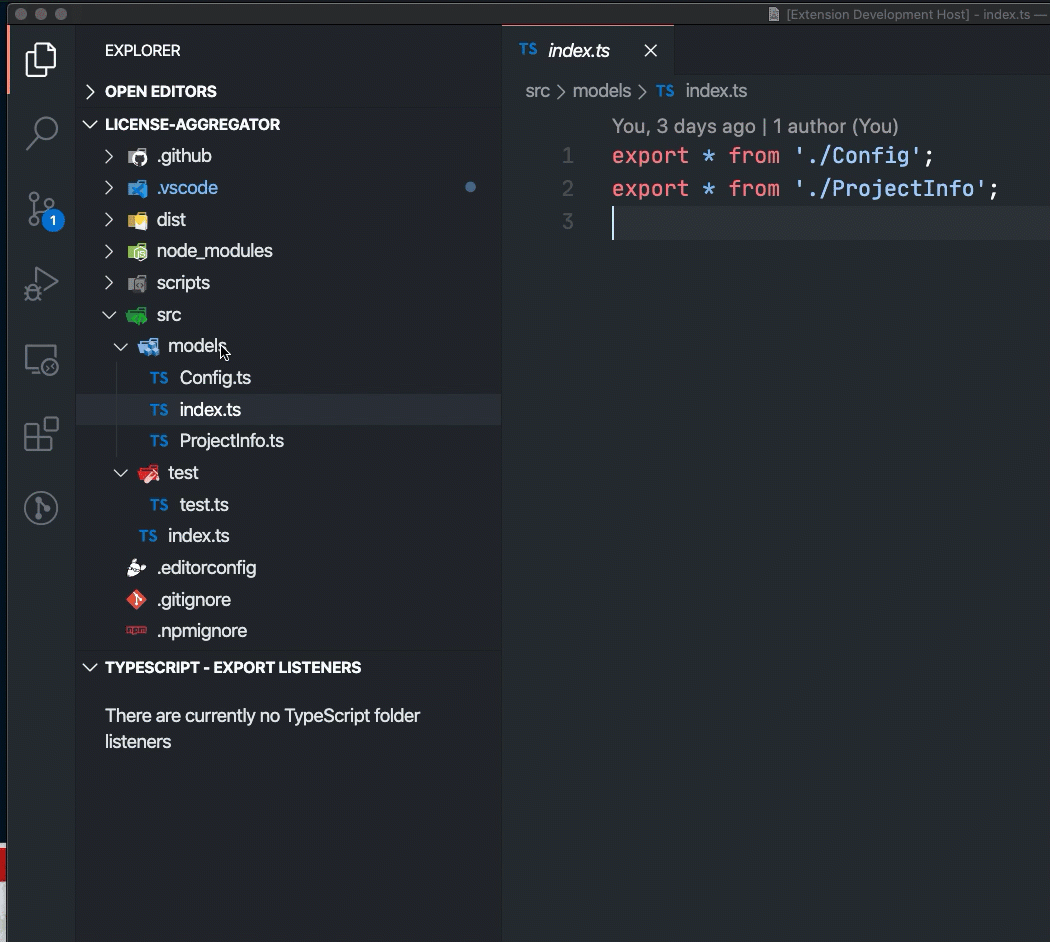 [Extension Development Host] - index.ts —
EXPLORER
OPEN EDITORS
LICENSE-AGGREGATOR
.github
.vscode
dist
node_modules
scripts
src
models
TS Config.ts
TS index.ts
TS ProjectInfo.ts
test
TS test.ts
TS index.ts
.editorconfig
.gitignore
npm .npmignore
TYPESCRIPT - EXPORT LISTENERS
There are currently no TypeScript folder
listeners
1
TS index.ts
src > models > TS index.ts
You, 3 days ago | 1 author (You)
1 export * from './Config';
2 export * from './ProjectInfo';
3